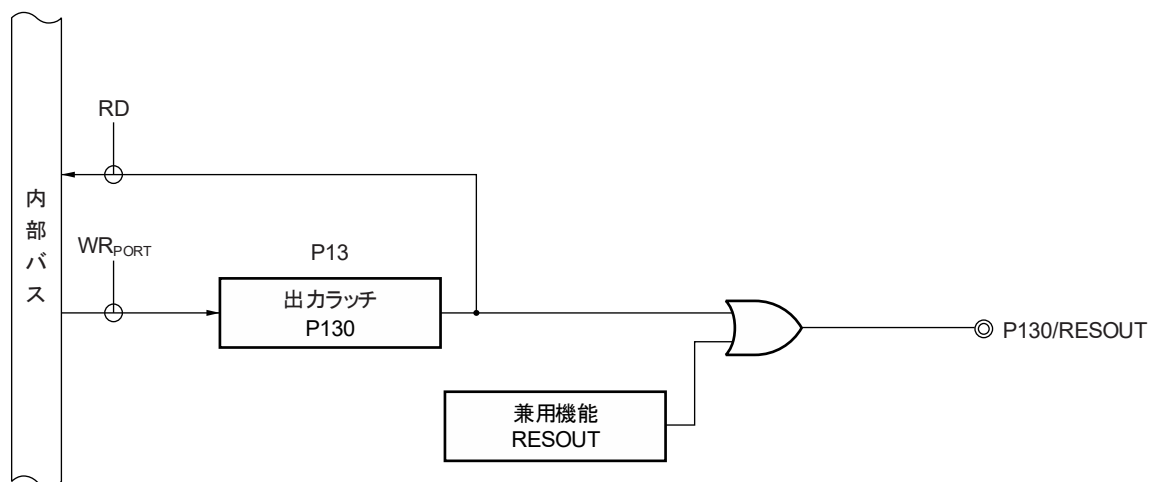 RD
内部バス
WRPORT
P13
出力ラッチ
P130
P130/RESOUT
兼用機能
RESOUT